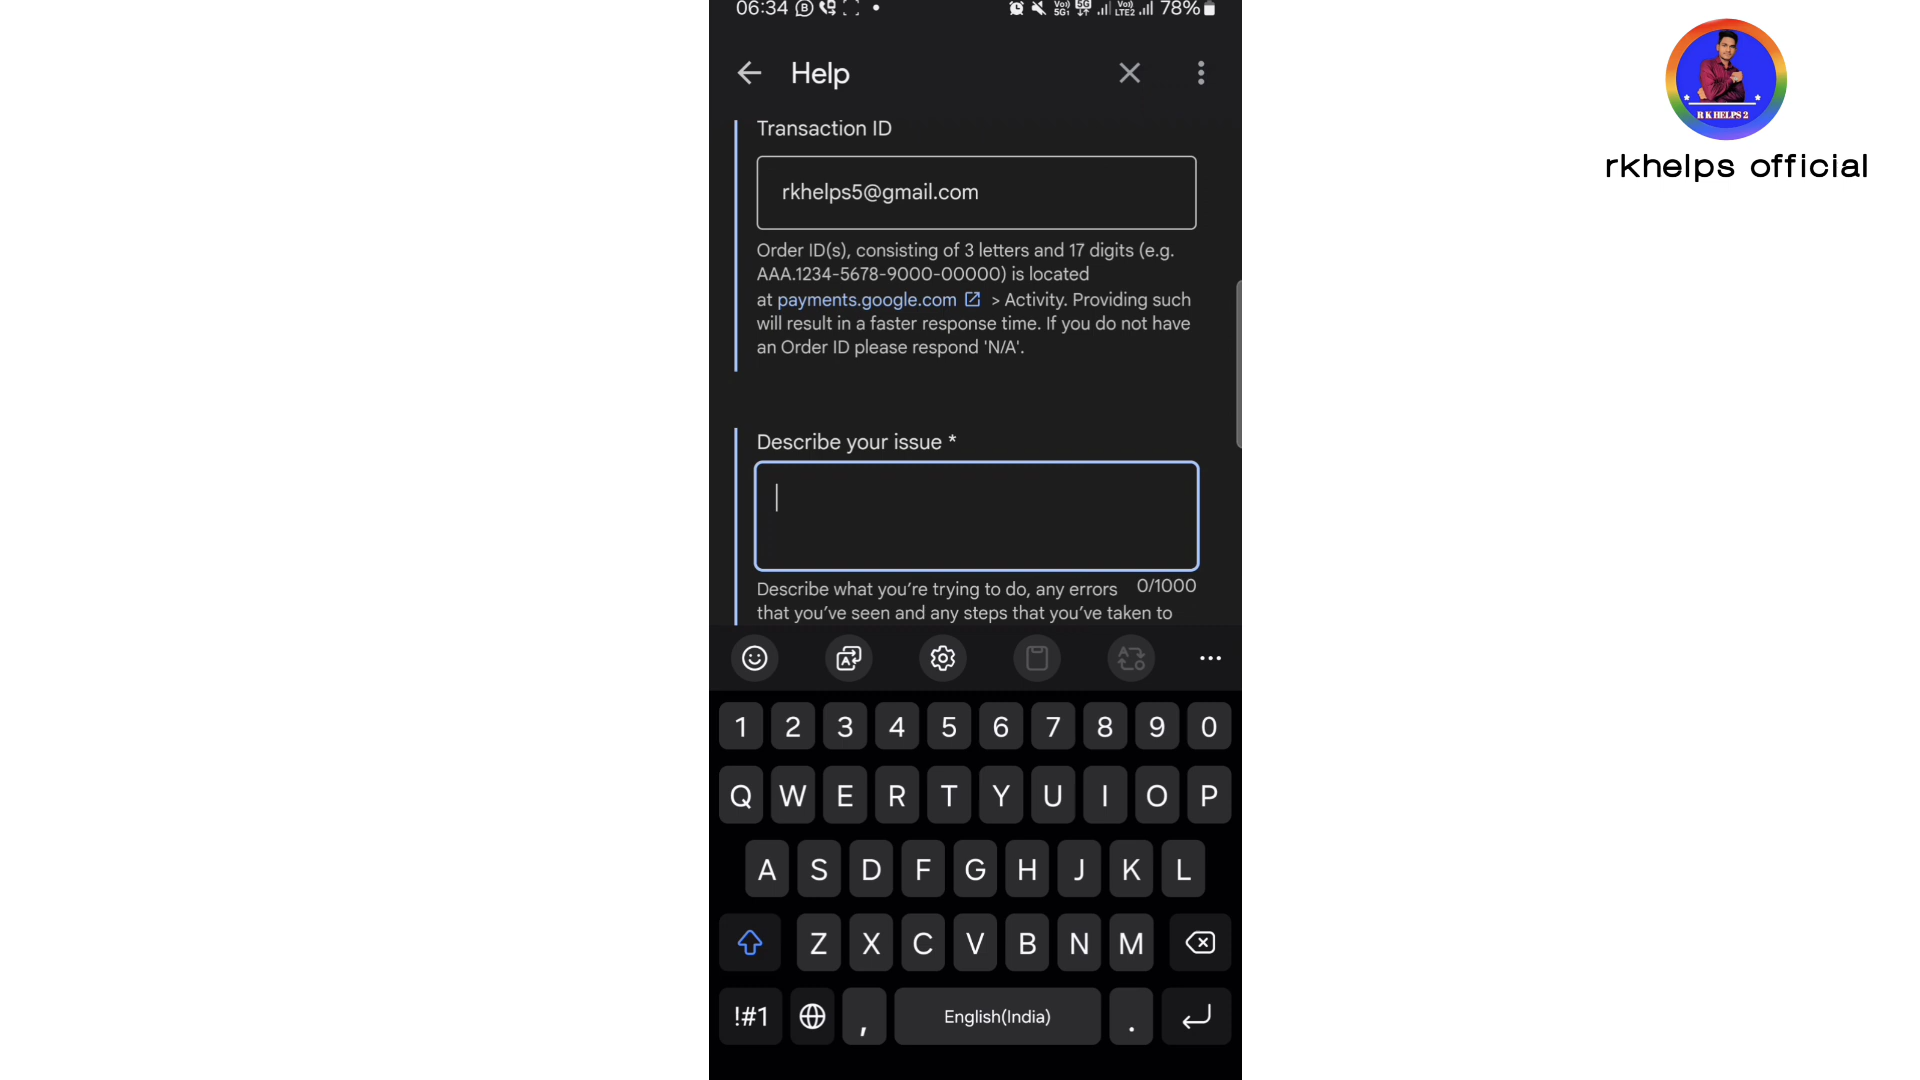 06:34
78%
Help
Transaction ID
rkhelps5@gmail.com
Order ID(s), consisting of 3 letters and 17 digits (e.g.
AAA.1234-5678-9000-00000) is located
at payments.google.com > Activity. Providing such
will result in a faster response time. If you do not have
an Order ID please respond 'N/A'.
Describe your issue *
Describe what you're trying to do, any errors 0/1000
that you've seen and any steps that you've taken to
1 2 3 4 5 6 7 8 9 0
Q W E R T Y U I O P
A S D F G H J K L
Z X C V B N M
!#1 , English(India) .
R K HELPS 2
rkhelps official